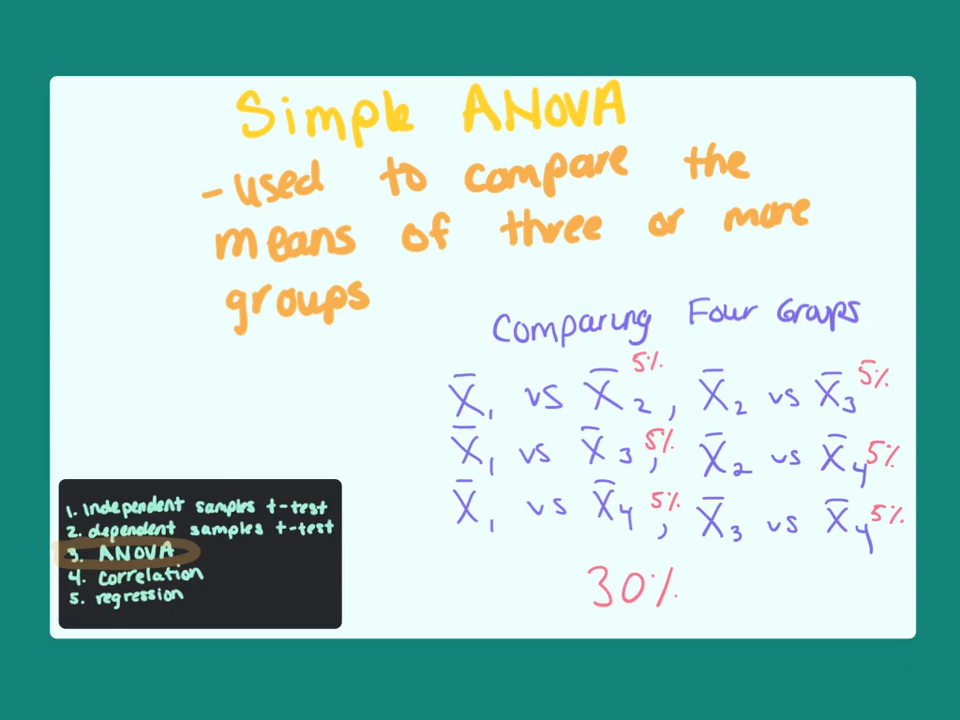 Simple ANOVA
- used to compare the
means of three or more
groups
Comparing Four Groups
X̄₁ vs X̄₂ 5%, X̄₂ vs X̄₃ 5%
X̄₁ vs X̄₃ 5%, X̄₂ vs X̄₄ 5%
X̄₁ vs X̄₄ 5%, X̄₃ vs X̄₄ 5%
30%
1. independent samples t-test
2. dependent samples t-test
3. ANOVA
4. correlation
5. regression